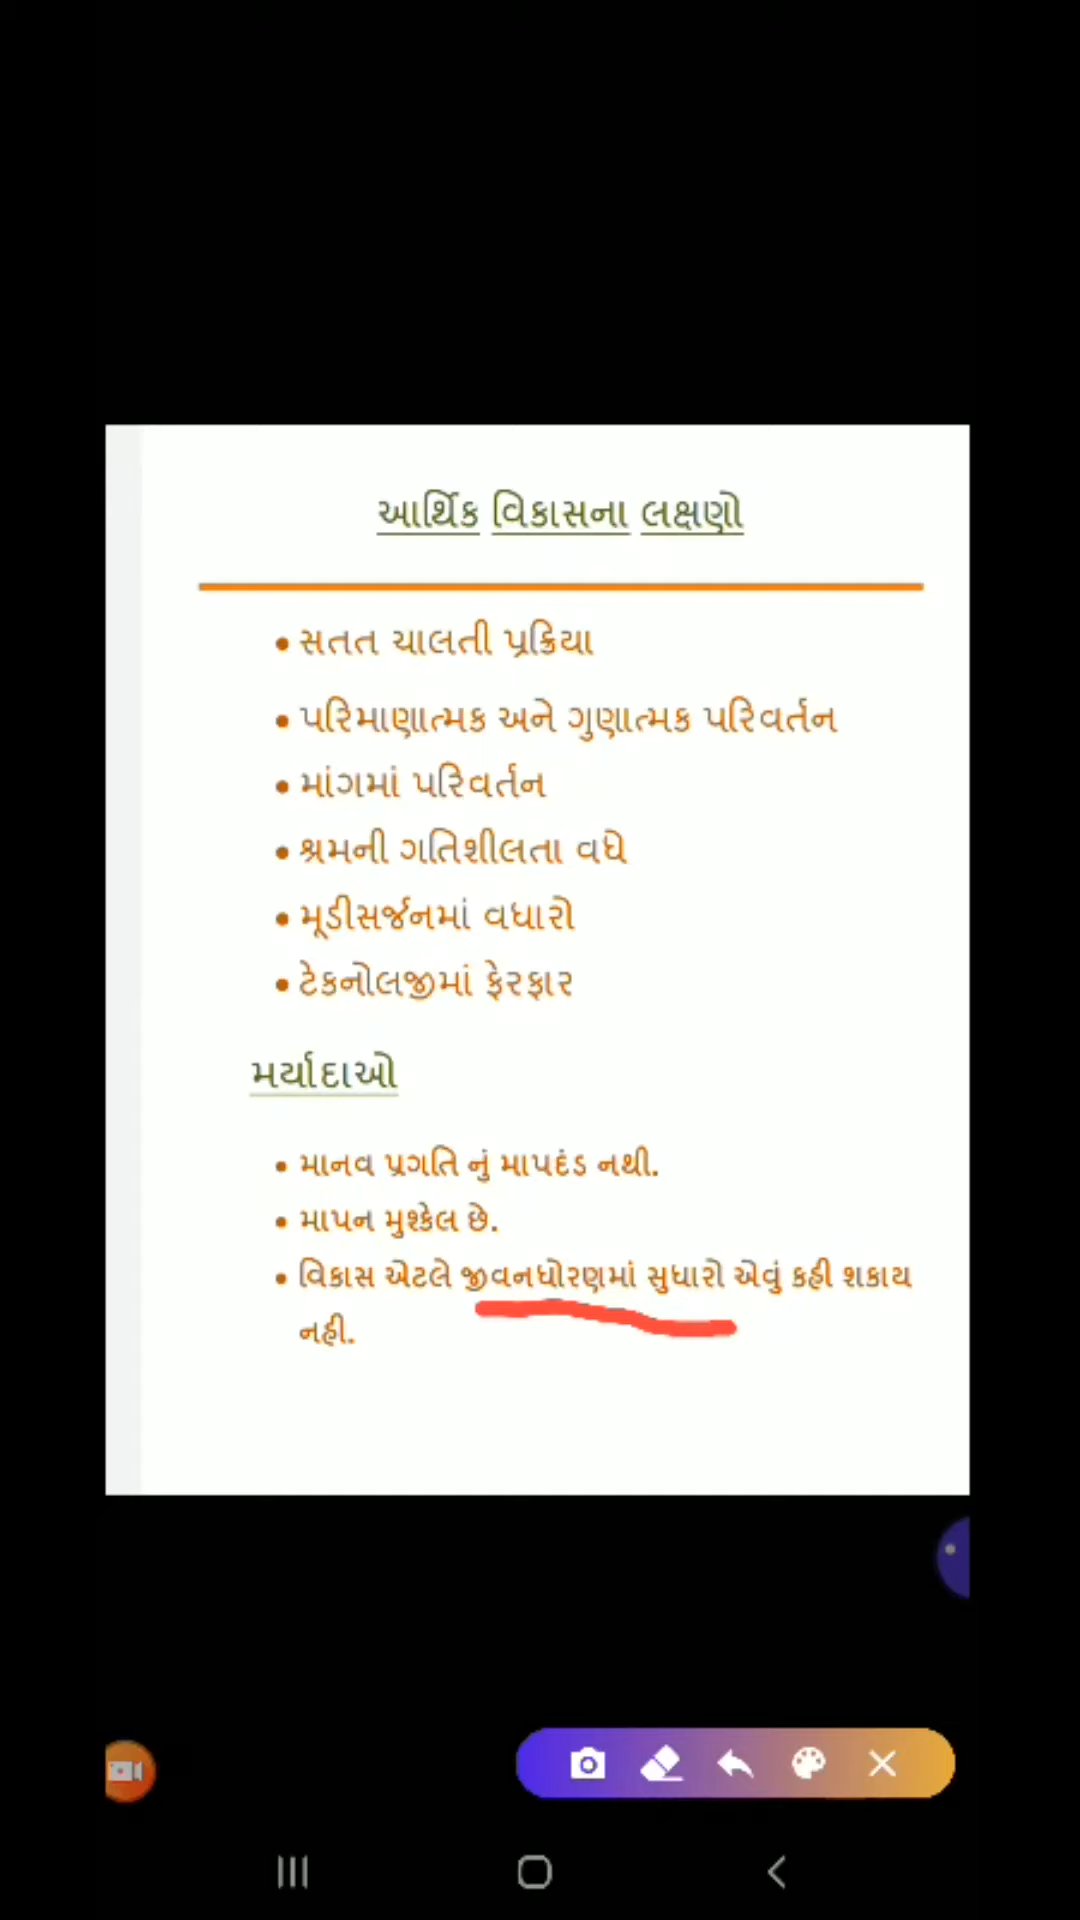 આર્થિક વિકાસના લક્ષણો
• સતત ચાલતી પ્રક્રિયા
• પરિમાણાત્મક અને ગુણાત્મક પરિવર્તન
• માંગમાં પરિવર્તન
• શ્રમની ગતિશીલતા વધે
• મૂડીસર્જનમાં વધારો
• ટેકનોલજીમાં ફેરફાર
મર્યાદાઓ
• માનવ પ્રગતિ નું માપદંડ નથી.
• માપન મુશ્કેલ છે.
• વિકાસ એટલે જીવનધોરણમાં સુધારો એવું કહી શકાય
નહી.